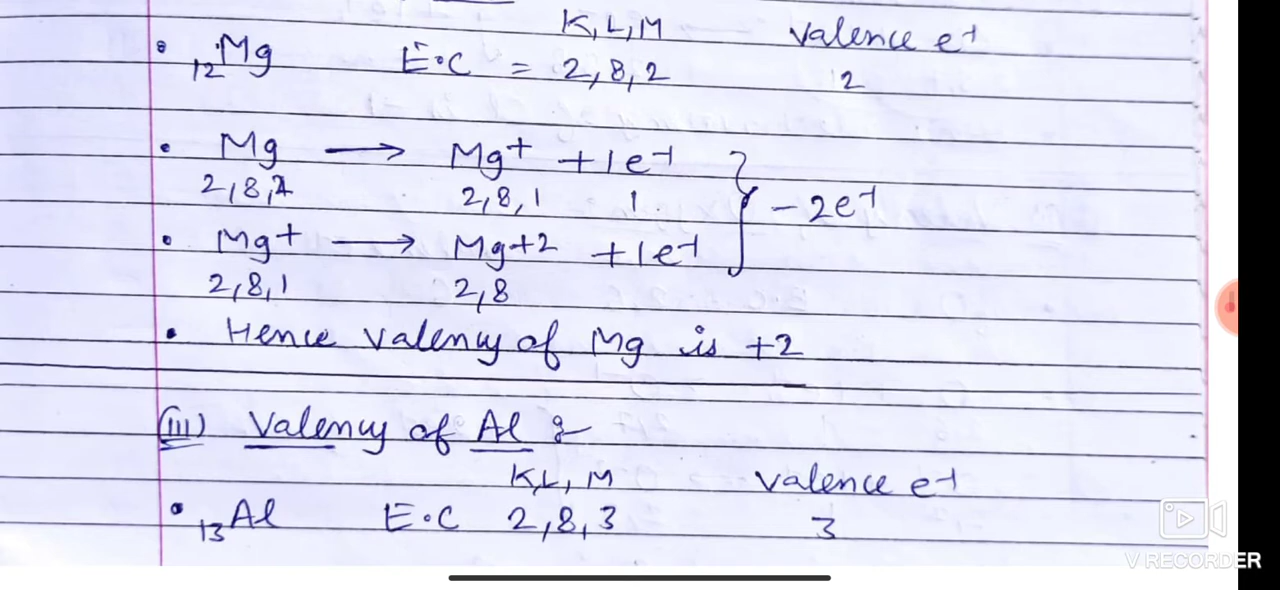 K, L, M valence e-1
• 12Mg E.C = 2, 8, 2 2
• Mg → Mg+ + 1e-1
2,8,2 2,8,1 1 } -2e-1
• Mg+ → Mg+2 + 1e-1
2,8,1 2,8
• Hence valency of Mg is +2
(iii) Valency of Al :-
K, L, M valence e-1
• 13Al E.C 2, 8, 3 3
V RECORDER